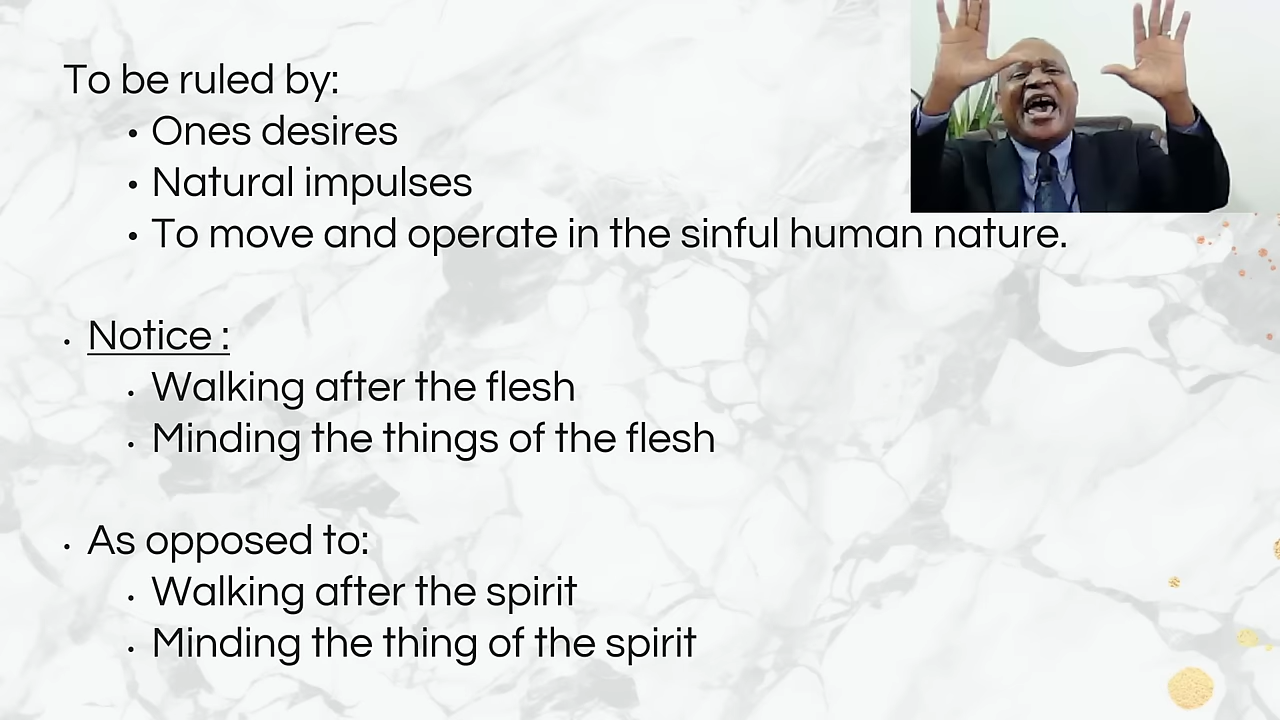 To be ruled by:
• Ones desires
• Natural impulses
• To move and operate in the sinful human nature.
• Notice :
• Walking after the flesh
• Minding the things of the flesh
• As opposed to:
• Walking after the spirit
• Minding the thing of the spirit